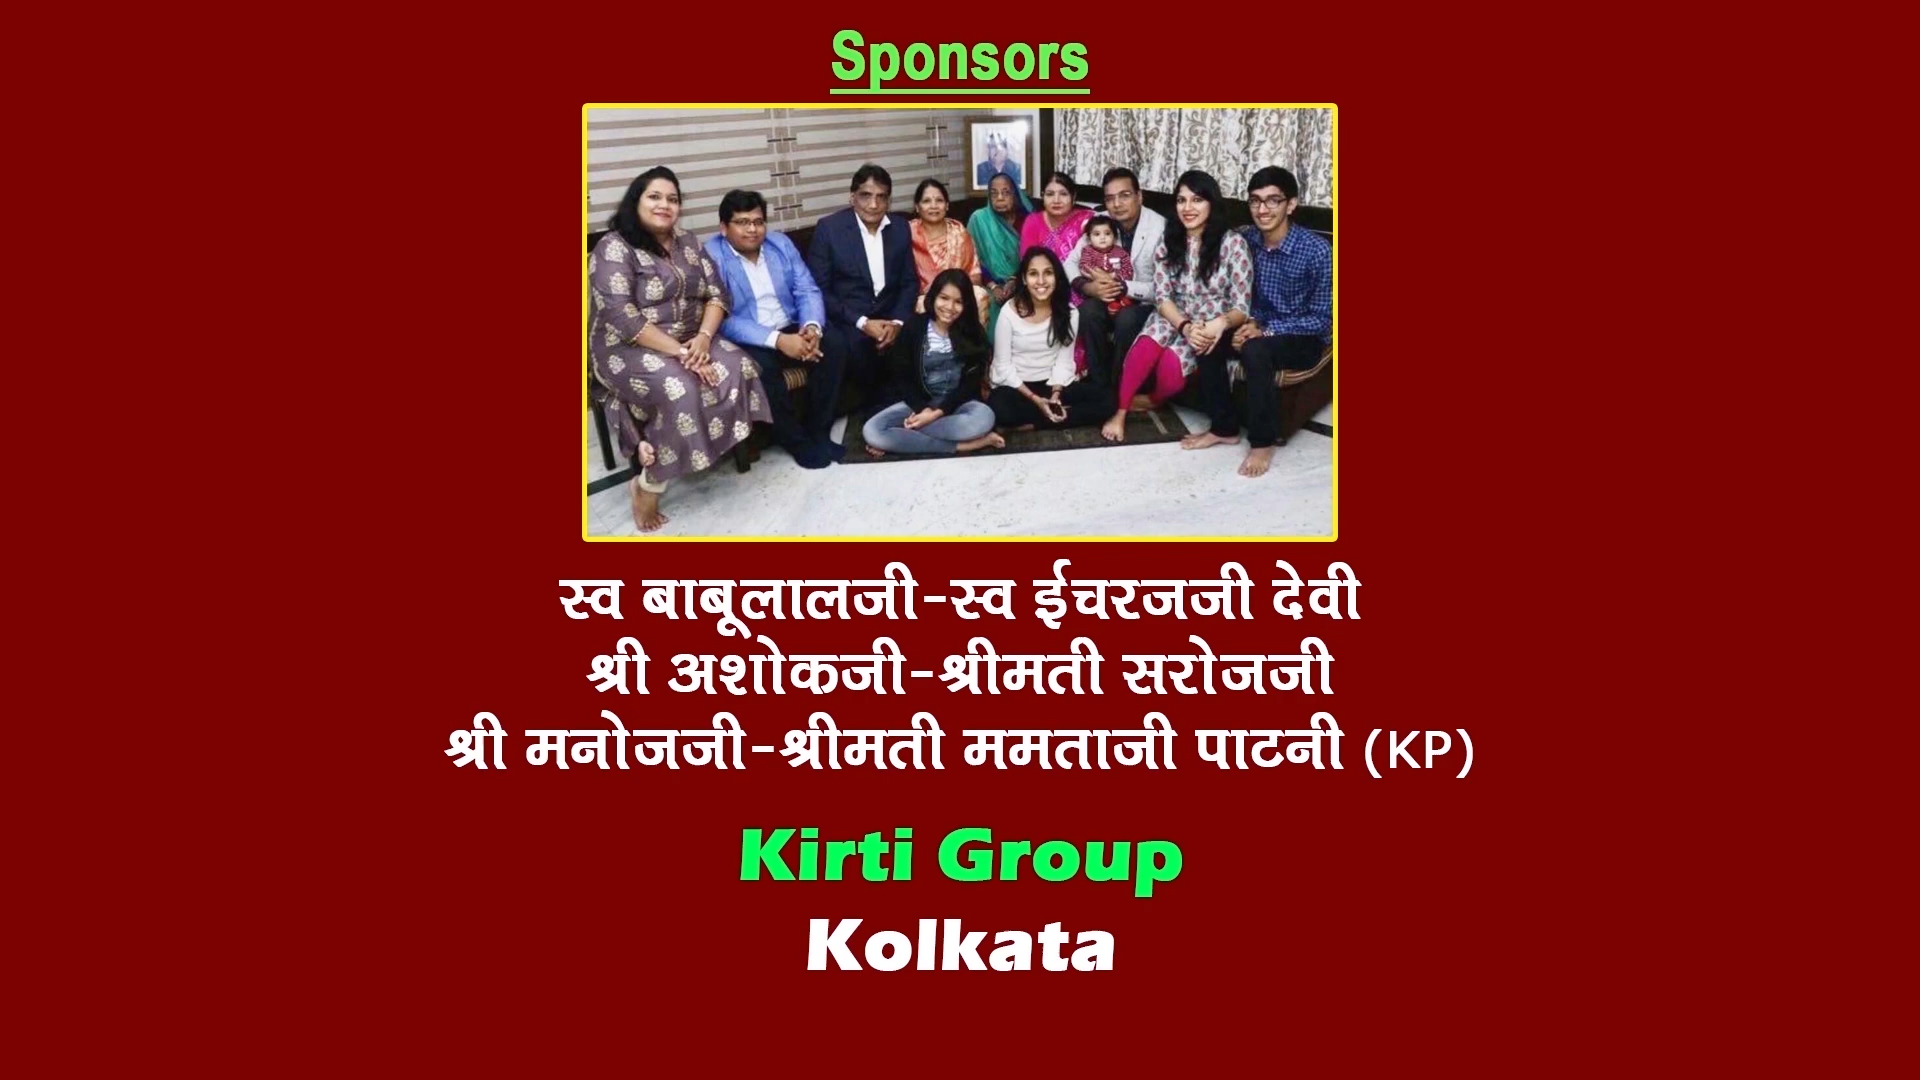 Sponsors
स्व बाबूलालजी-स्व ईचरजजी देवी
श्री अशोकजी-श्रीमती सरोजजी
श्री मनोजजी-श्रीमती ममताजी पाटनी (KP)
Kirti Group
Kolkata